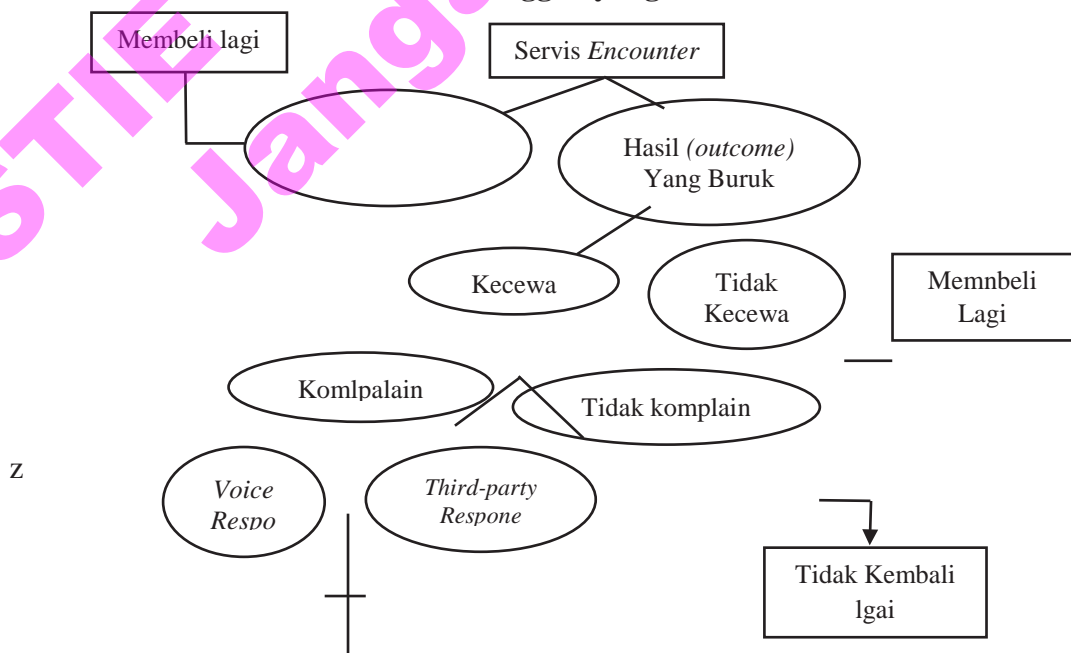 Membeli lagi
Servis Encounter
Hasil (outcome)
Yang Buruk
Kecewa
Tidak
Kecewa
Memnbeli
Lagi
Komlpalain
Tidak komplain
z
Voice
Respo
Third-party
Respone
Tidak Kembali
lgai
STIE